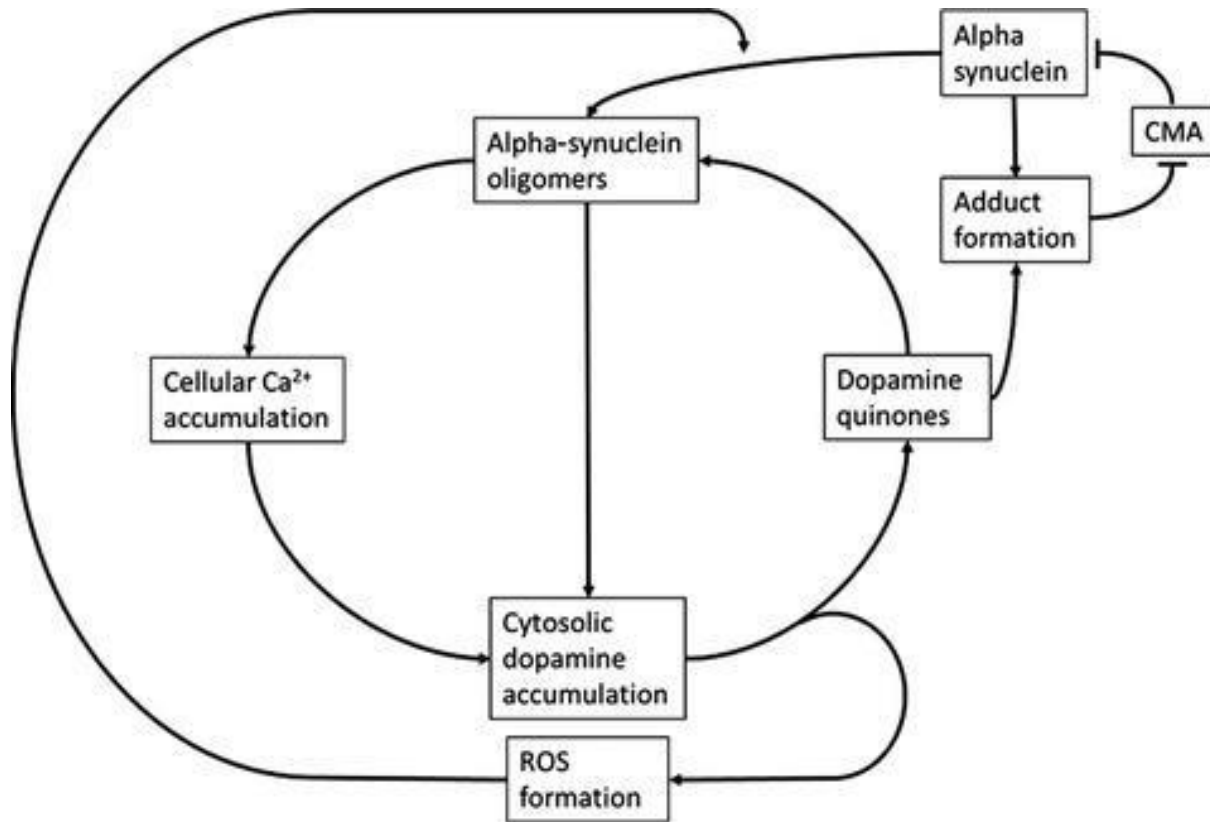 Alpha
synuclein
CMA
Alpha-synuclein
oligomers
Adduct
formation
Cellular Ca²⁺
accumulation
Dopamine
quinones
Cytosolic
dopamine
accumulation
ROS
formation